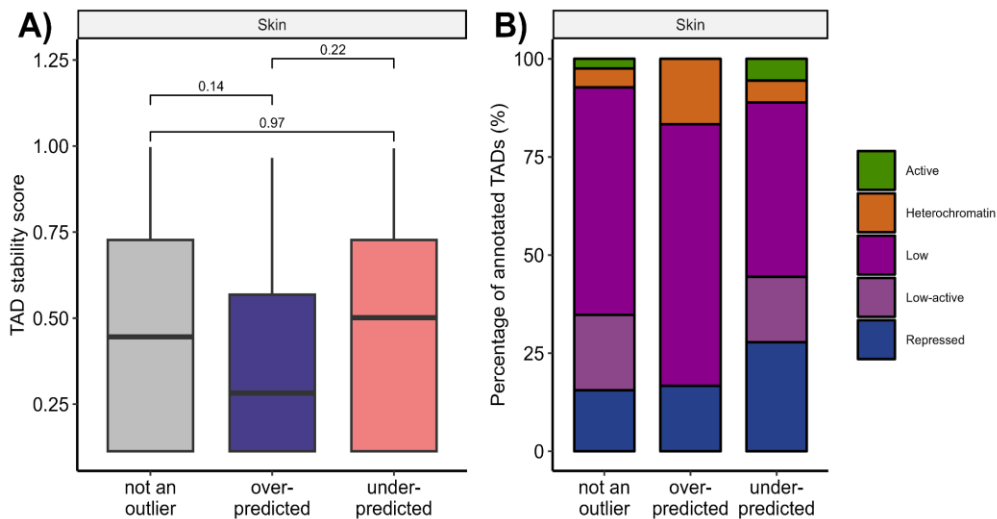 A)
Skin
TAD stability score
1.25
1.00
0.75
0.50
0.25
0.22
0.14
0.97
not an
outlier
over-
predicted
under-
predicted
B)
Skin
Percentage of annotated TADs (%)
100
75
50
25
0
not an
outlier
over-
predicted
under-
predicted
Active
Heterochromatin
Low
Low-active
Repressed